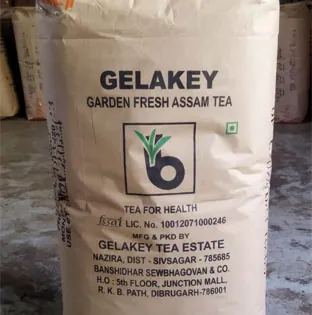 GELAKEY
GARDEN FRESH ASSAM TEA
b
TEA FOR HEALTH
fssai LIC. No. 10012071000246
MFG & PKD BY
GELAKEY TEA ESTATE
NAZIRA, DIST - SIVSAGAR - 785685
BANSHIDHAR SEWBHAGOVAN & CO.
H.O : 5th FLOOR, JUNCTION MALL,
R. K. B. PATH, DIBRUGARH-786001